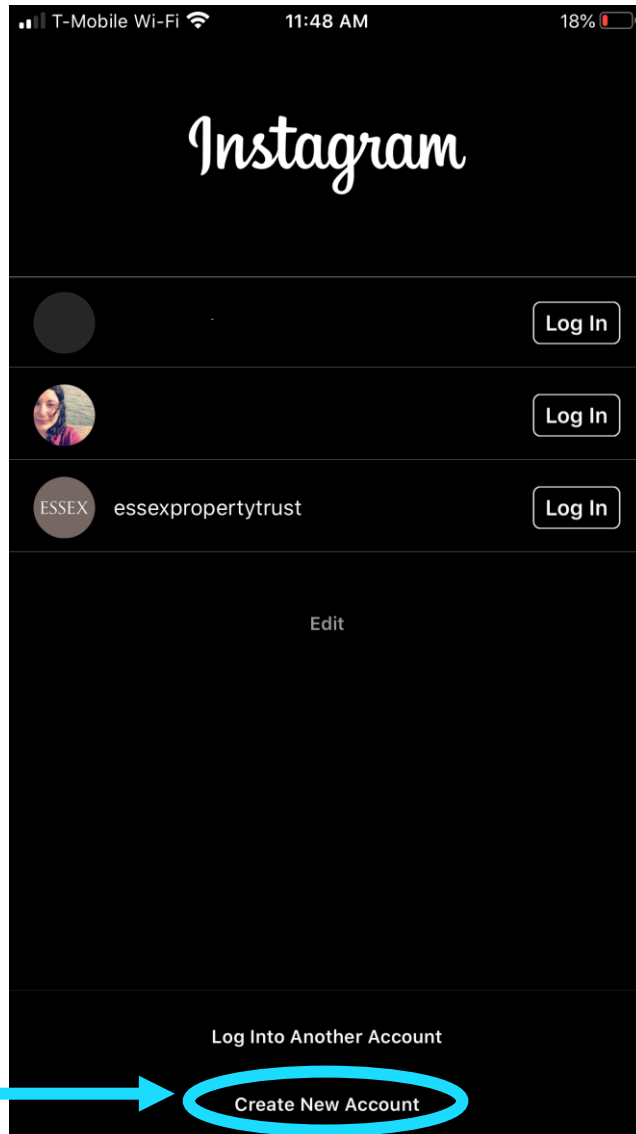 T-Mobile Wi-Fi 11:48 AM 18%
Instagram
Log In
Log In
ESSEX essexpropertytrust Log In
Edit
Log Into Another Account
Create New Account